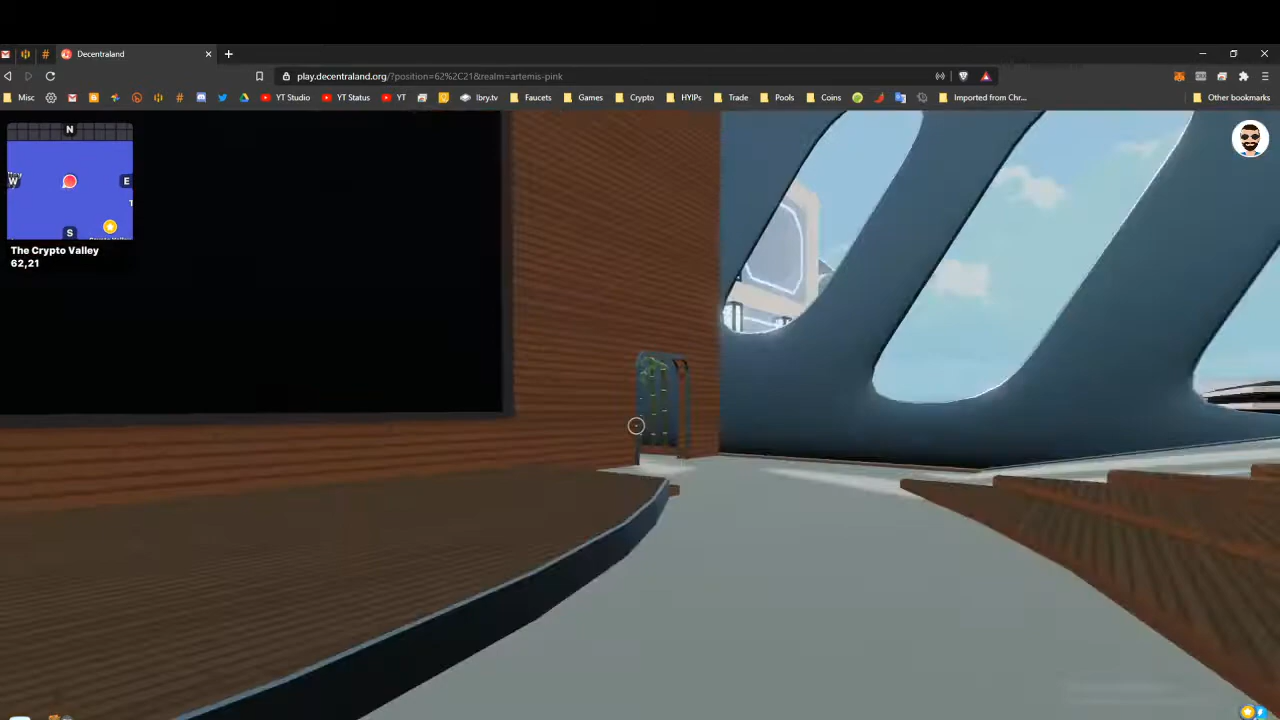 Decentraland
play.decentraland.org/?position=62%2C21&realm=artemis-pink
Misc YT Studio YT Status YT lbry.tv Faucets Games Crypto HYIPs Trade Pools Coins Imported from Chr... Other bookmarks
N
W E
S
The Crypto Valley
62,21